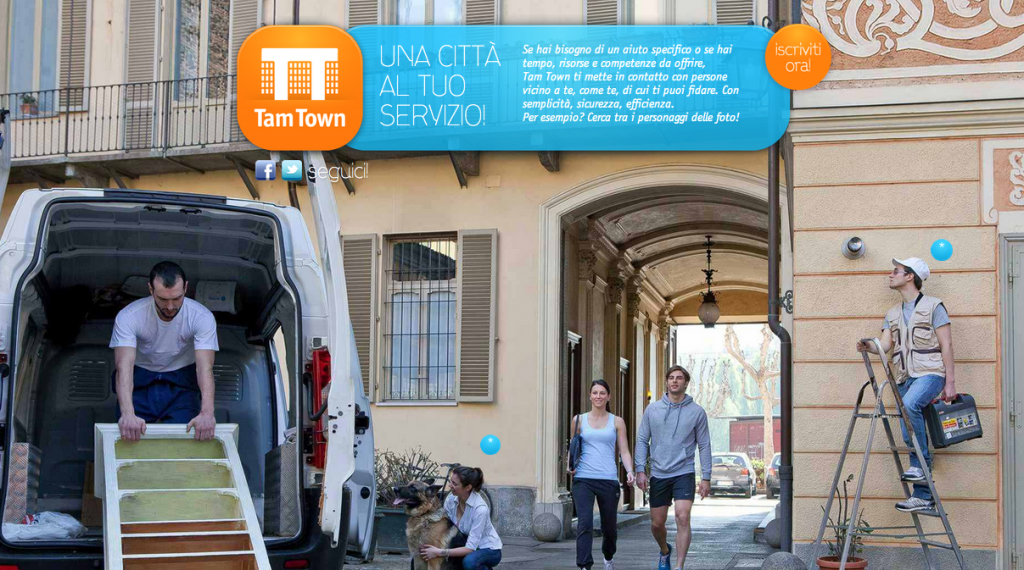 Tam Town
UNA CITTÀ
AL TUO
SERVIZIO!
Se hai bisogno di un aiuto specifico o se hai
tempo, risorse e competenze da offrire,
Tam Town ti mette in contatto con persone
vicino a te, come te, di cui ti puoi fidare. Con
semplicità, sicurezza, efficienza.
Per esempio? Cerca tra i personaggi delle foto!
iscriviti
ora!
f
seguici!